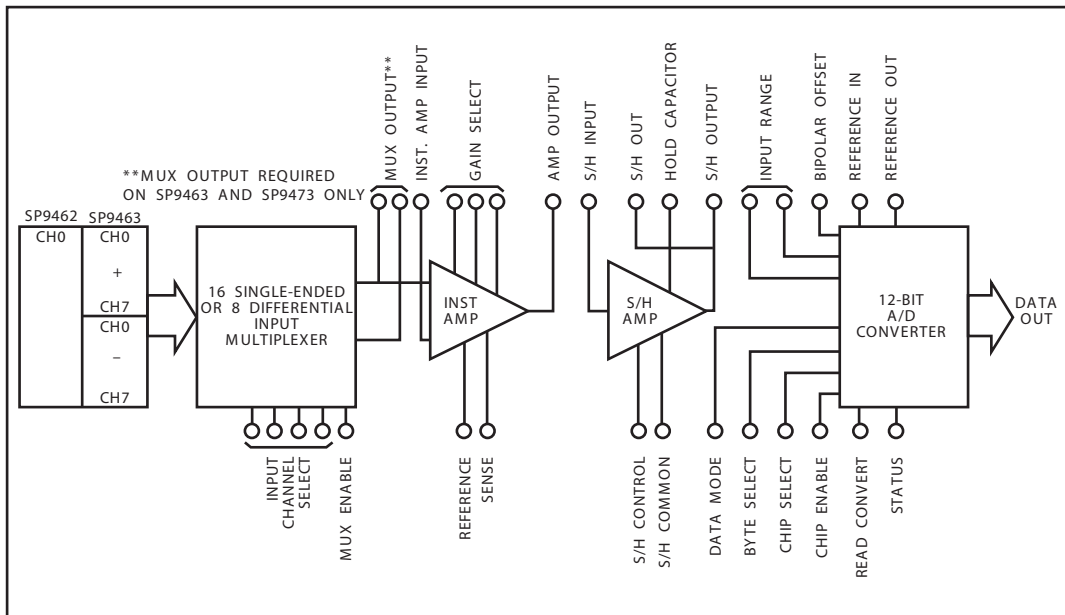 MUX OUTPUT**
INST. AMP INPUT
GAIN SELECT
AMP OUTPUT
S/H INPUT
S/H OUT
HOLD CAPACITOR
S/H OUTPUT
INPUT RANGE
BIPOLAR OFFSET
REFERENCE IN
REFERENCE OUT
**MUX OUTPUT REQUIRED
ON SP9463 AND SP9473 ONLY
SP9462
SP9463
CH0
CH0
+
CH7
CH0
–
CH7
16 SINGLE-ENDED
OR 8 DIFFERENTIAL
INPUT
MULTIPLEXER
INST
AMP
S/H
AMP
12-BIT
A/D
CONVERTER
DATA
OUT
INPUT
CHANNEL
SELECT
MUX ENABLE
REFERENCE
SENSE
S/H CONTROL
S/H COMMON
DATA MODE
BYTE SELECT
CHIP SELECT
CHIP ENABLE
READ CONVERT
STATUS